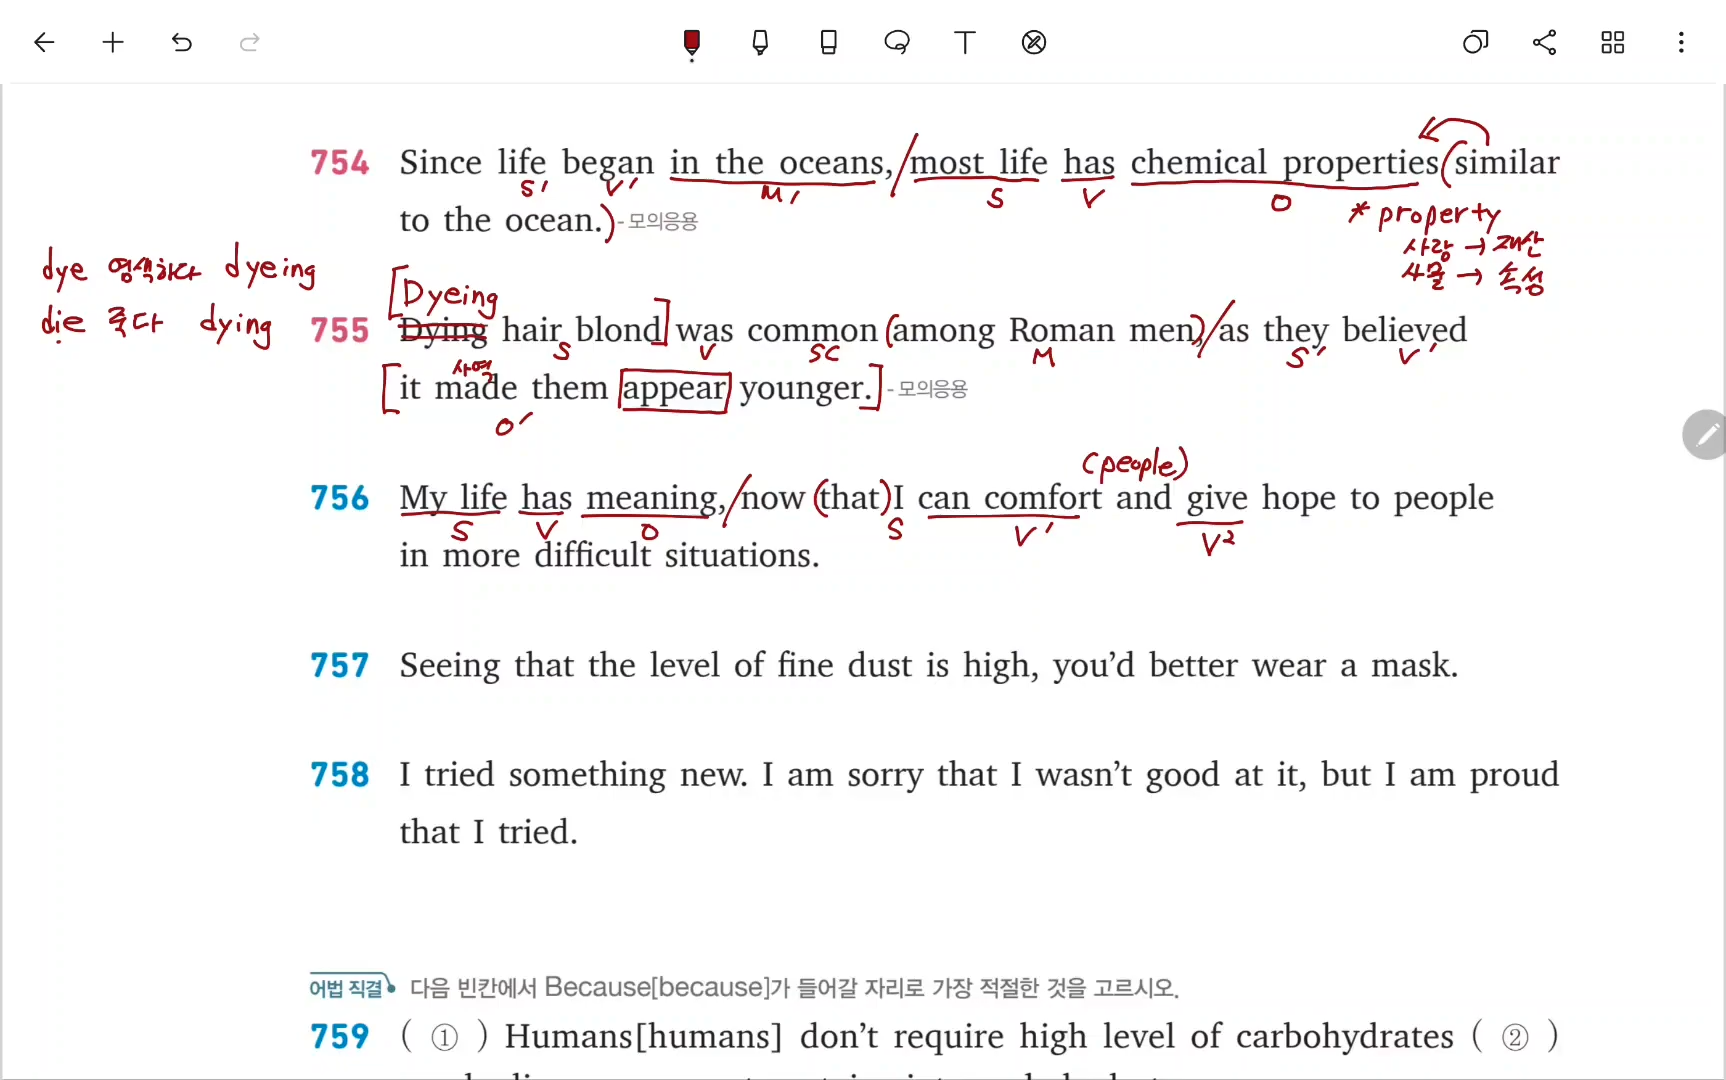 754 Since life began in the oceans, most life has chemical properties (similar
S' V' M' S V O
to the ocean.) - 모의응용
* property
사람 → 재산
사물 → 속성
dye 염색하다 dyeing
die 죽다 dying
[Dyeing
755 Dying hair blond] was common (among Roman men), as they believed
S V SC M S' V'
사역
[it made them appear younger.] - 모의응용
O'
(people)
756 My life has meaning, now (that) I can comfort and give hope to people
S V O S V' V2
in more difficult situations.
757 Seeing that the level of fine dust is high, you'd better wear a mask.
758 I tried something new. I am sorry that I wasn't good at it, but I am proud
that I tried.
어법 직결 다음 빈칸에서 Because[because]가 들어갈 자리로 가장 적절한 것을 고르시오.
759 ( ① ) Humans[humans] don't require high level of carbohydrates ( ② )